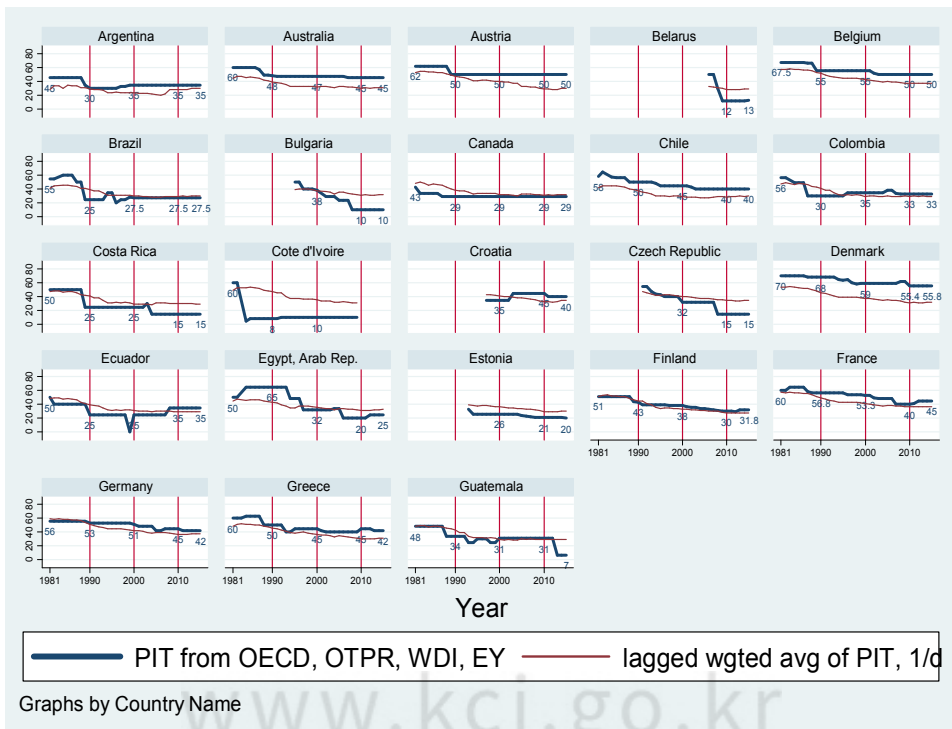 Argentina Australia Austria Belarus Belgium
0 20 40 60 80
45 30 35 35 35
60 48 47 45 45
62 50 50 50 50
12 13
67.5 55 55 50 50
Brazil Bulgaria Canada Chile Colombia
0 20 40 60 80
55 25 27.5 27.5 27.5
38 10 10
43 29 29 29 29
58 50 45 40 40
56 30 35 33 33
Costa Rica Cote d'Ivoire Croatia Czech Republic Denmark
0 20 40 60 80
50 25 25 15 15
60 8 10
35 45 40
32 15 15
70 68 59 55.4 55.8
Ecuador Egypt, Arab Rep. Estonia Finland France
0 20 40 60 80
50 25 35 35
50 65 32 20 25
26 21 20
51 43 38 30 31.8
60 56.8 53.3 40 45
1981 1990 2000 2010
1981 1990 2000 2010
Germany Greece Guatemala
0 20 40 60 80
56 53 51 45 42
60 50 45 45 42
48 34 31 31 7
1981 1990 2000 2010
1981 1990 2000 2010
1981 1990 2000 2010
Year
PIT from OECD, OTPR, WDI, EY lagged wgted avg of PIT, 1/d
Graphs by Country Name
www.kci.go.kr